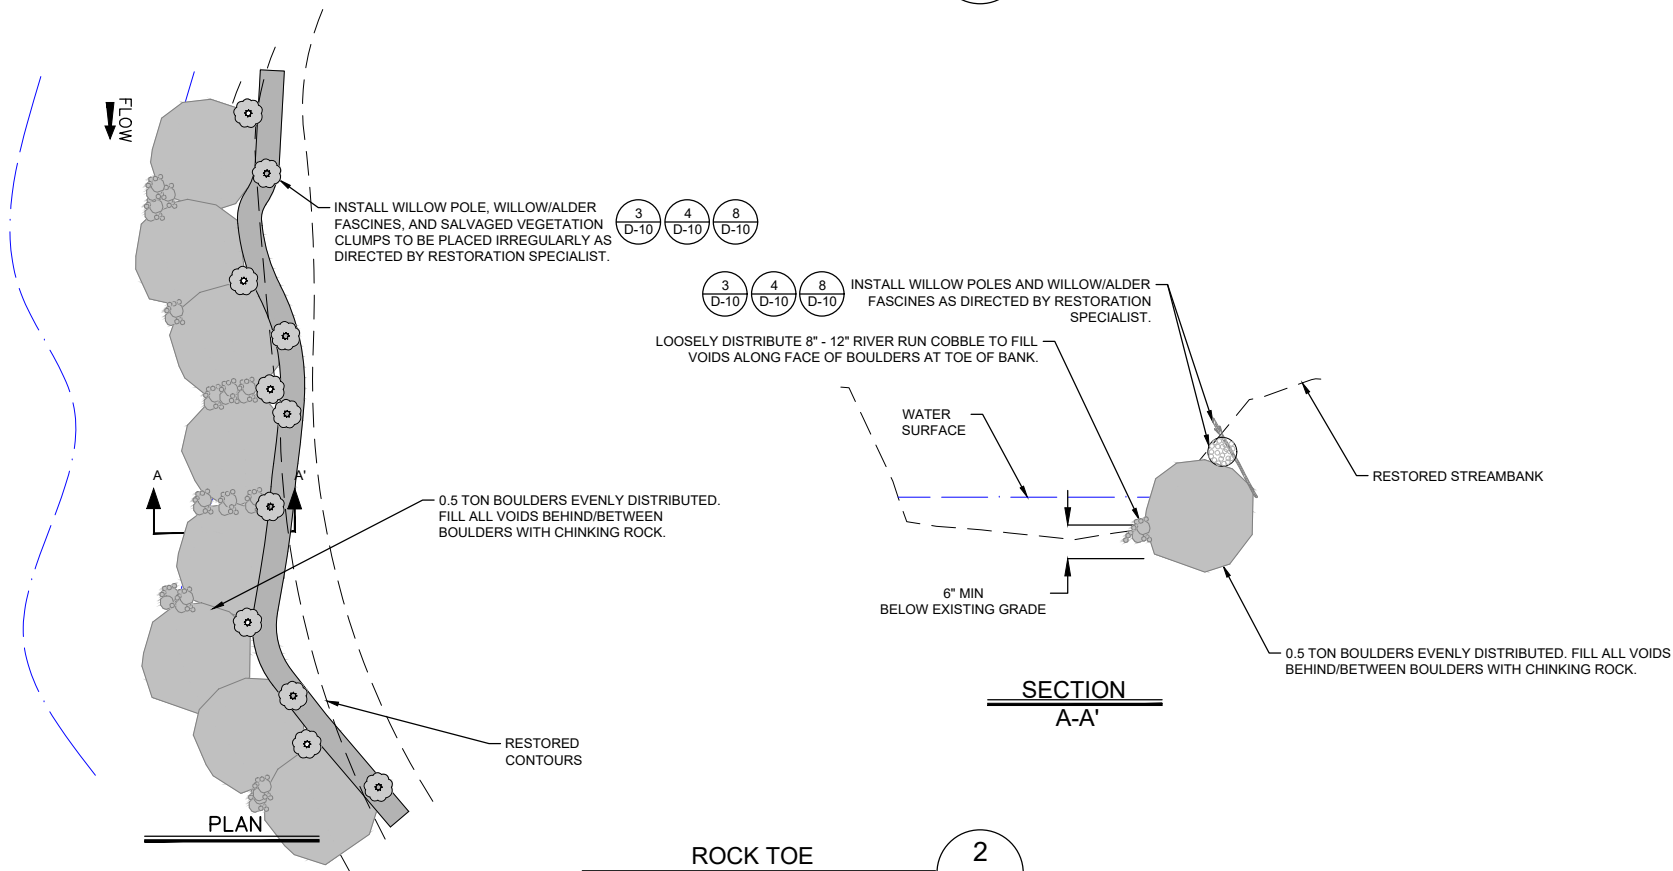 FLOW
INSTALL WILLOW POLE, WILLOW/ALDER
FASCINES, AND SALVAGED VEGETATION
CLUMPS TO BE PLACED IRREGULARLY AS
DIRECTED BY RESTORATION SPECIALIST.
3 4 8
D-10 D-10 D-10
3 4 8
D-10 D-10 D-10
INSTALL WILLOW POLES AND WILLOW/ALDER
FASCINES AS DIRECTED BY RESTORATION
SPECIALIST.
LOOSELY DISTRIBUTE 8" - 12" RIVER RUN COBBLE TO FILL
VOIDS ALONG FACE OF BOULDERS AT TOE OF BANK.
WATER
SURFACE
RESTORED STREAMBANK
A A'
0.5 TON BOULDERS EVENLY DISTRIBUTED.
FILL ALL VOIDS BEHIND/BETWEEN
BOULDERS WITH CHINKING ROCK.
6" MIN
BELOW EXISTING GRADE
0.5 TON BOULDERS EVENLY DISTRIBUTED. FILL ALL VOIDS
BEHIND/BETWEEN BOULDERS WITH CHINKING ROCK.
SECTION
A-A'
RESTORED
CONTOURS
PLAN
ROCK TOE
2